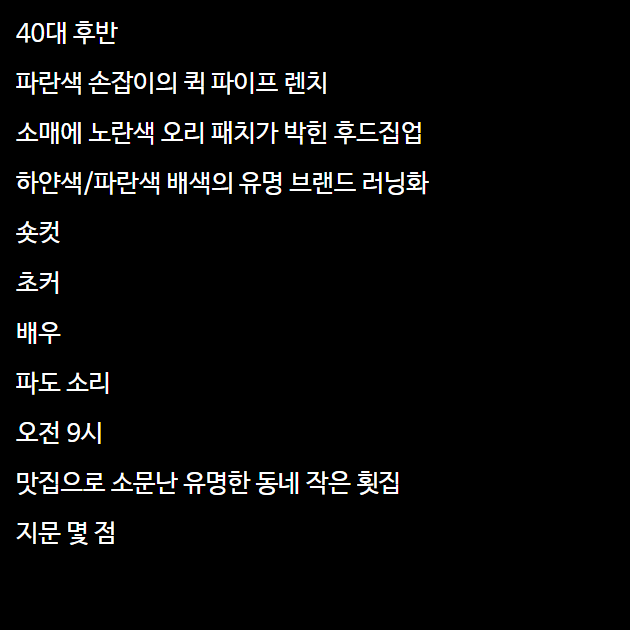 40대 후반
파란색 손잡이의 퀵 파이프 렌치
소매에 노란색 오리 패치가 박힌 후드집업
하얀색/파란색 배색의 유명 브랜드 러닝화
숏컷
초커
배우
파도 소리
오전 9시
맛집으로 소문난 유명한 동네 작은 횟집
지문 몇 점